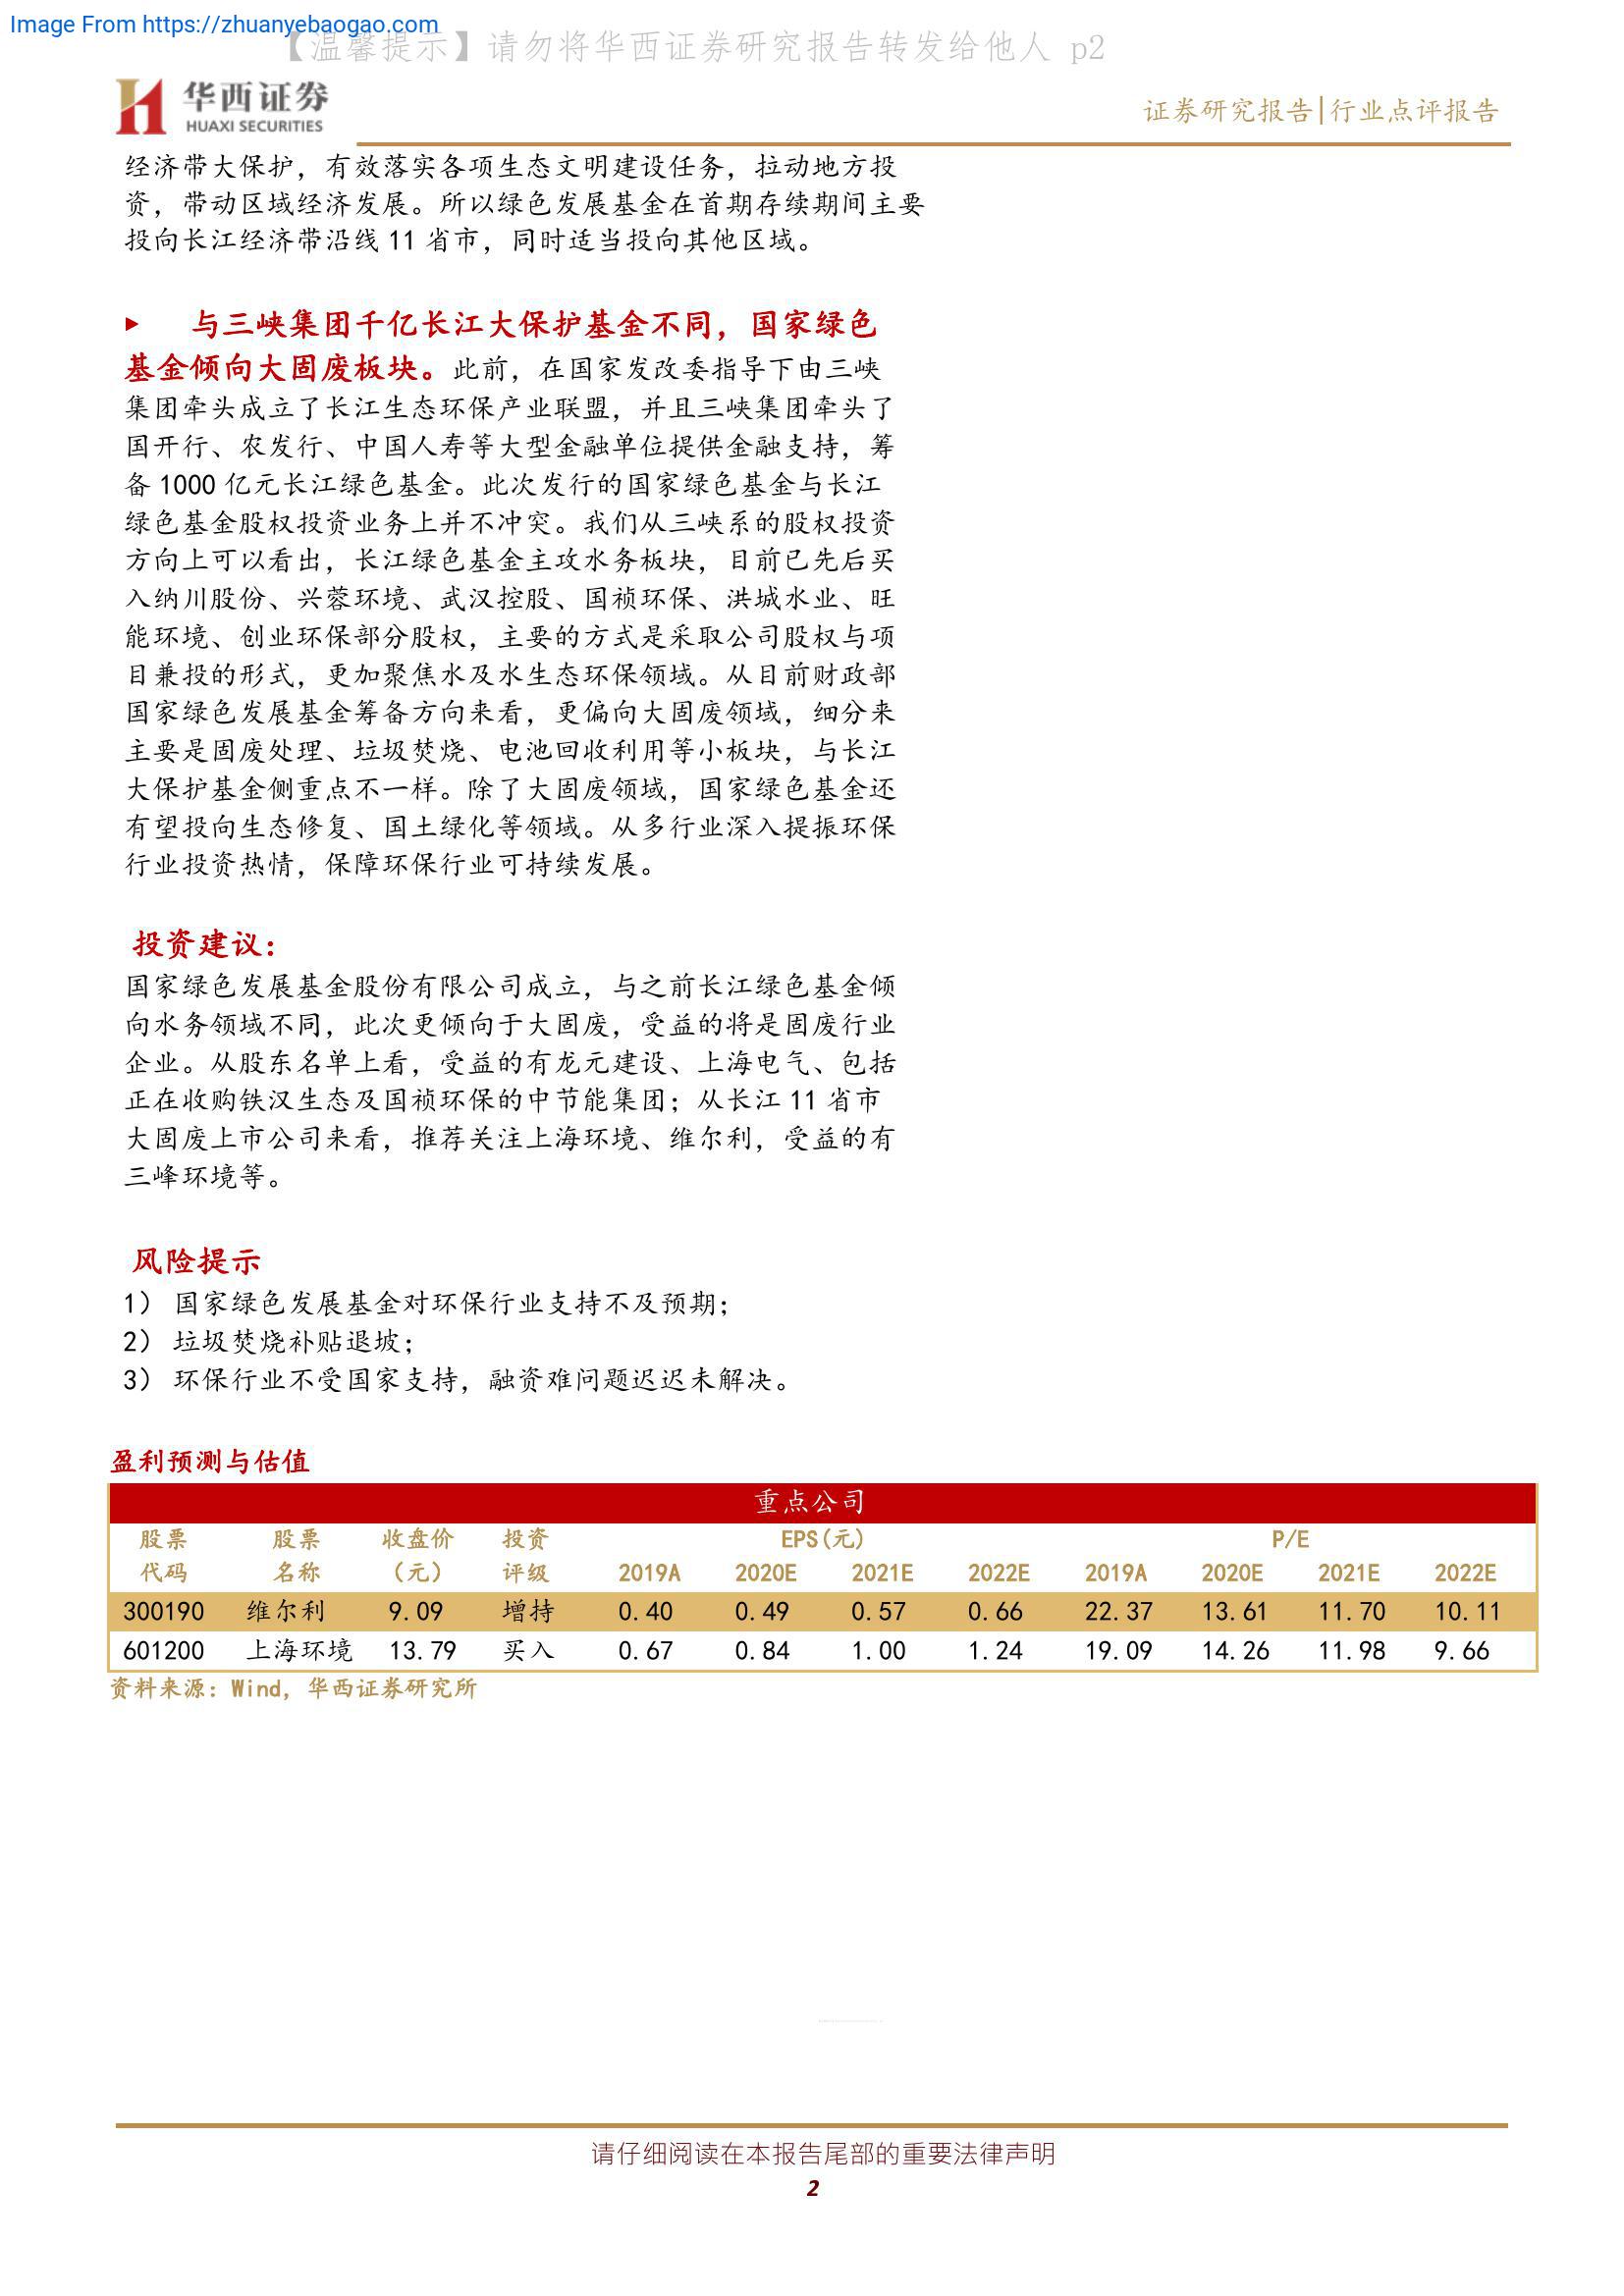 Image From https://zhuanyebaogao.com
【温馨提示】请勿将华西证券研究报告转发给他人 p2
华西证券
HUAXI SECURITIES
证券研究报告|行业点评报告
经济带大保护，有效落实各项生态文明建设任务，拉动地方投
资，带动区域经济发展。所以绿色发展基金在首期存续期间主要
投向长江经济带沿线 11 省市，同时适当投向其他区域。
▶ 与三峡集团千亿长江大保护基金不同，国家绿色
基金倾向大固废板块。此前，在国家发改委指导下由三峡
集团牵头成立了长江生态环保产业联盟，并且三峡集团牵头了
国开行、农发行、中国人寿等大型金融单位提供金融支持，筹
备 1000 亿元长江绿色基金。此次发行的国家绿色基金与长江
绿色基金股权投资业务上并不冲突。我们从三峡系的股权投资
方向上可以看出，长江绿色基金主攻水务板块，目前已先后买
入纳川股份、兴蓉环境、武汉控股、国祯环保、洪城水业、旺
能环境、创业环保部分股权，主要的方式是采取公司股权与项
目兼投的形式，更加聚焦水及水生态环保领域。从目前财政部
国家绿色发展基金筹备方向来看，更偏向大固废领域，细分来
主要是固废处理、垃圾焚烧、电池回收利用等小板块，与长江
大保护基金侧重点不一样。除了大固废领域，国家绿色基金还
有望投向生态修复、国土绿化等领域。从多行业深入提振环保
行业投资热情，保障环保行业可持续发展。
投资建议：
国家绿色发展基金股份有限公司成立，与之前长江绿色基金倾
向水务领域不同，此次更倾向于大固废，受益的将是固废行业
企业。从股东名单上看，受益的有龙元建设、上海电气、包括
正在收购铁汉生态及国祯环保的中节能集团；从长江 11 省市
大固废上市公司来看，推荐关注上海环境、维尔利，受益的有
三峰环境等。
风险提示
1） 国家绿色发展基金对环保行业支持不及预期；
2） 垃圾焚烧补贴退坡；
3） 环保行业不受国家支持，融资难问题迟迟未解决。
盈利预测与估值
重点公司
股票 股票 收盘价 投资 EPS(元) P/E
代码 名称 （元） 评级 2019A 2020E 2021E 2022E 2019A 2020E 2021E 2022E
300190 维尔利 9.09 增持 0.40 0.49 0.57 0.66 22.37 13.61 11.70 10.11
601200 上海环境 13.79 买入 0.67 0.84 1.00 1.24 19.09 14.26 11.98 9.66
资料来源：Wind，华西证券研究所
请仔细阅读在本报告尾部的重要法律声明
2